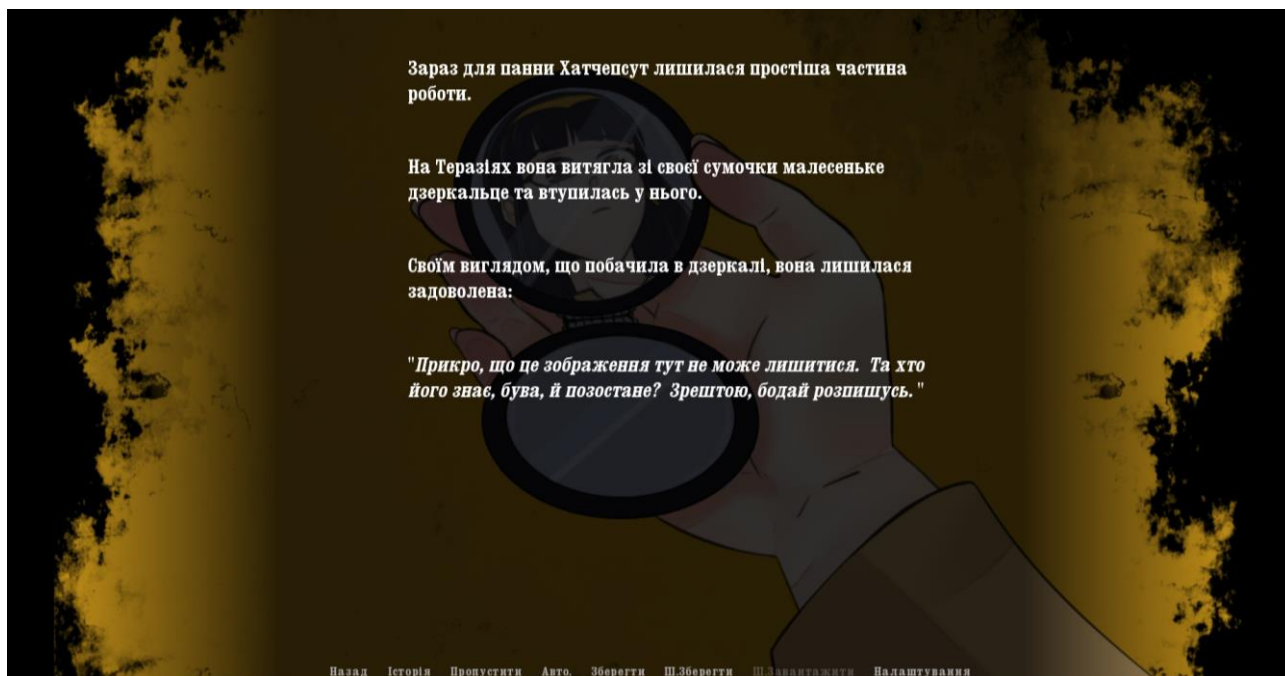 Зараз для панни Хатчепсут лишилася простіша частина
роботи.
На Теразіях вона витягла зі своєї сумочки малесеньке
дзеркальце та втупилась у нього.
Своїм виглядом, що побачила в дзеркалі, вона лишилася
задоволена:
"Прикро, що це зображення тут не може лишитися.  Та хто
його знає, бува, й позостане?  Зрештою, бодай розпишусь."
Назад Історія Пропустити Авто. Зберегти Ш.Зберегти Ш.Завантажити Налаштування